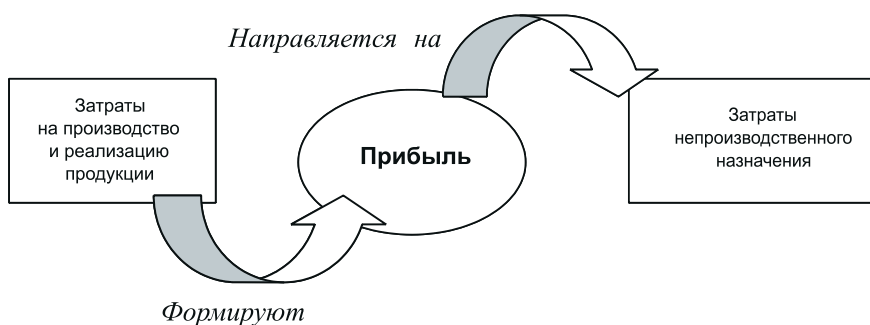 Направляется на
Затраты
на производство
и реализацию
продукции
Прибыль
Затраты
непроизводственного
назначения
Формируют